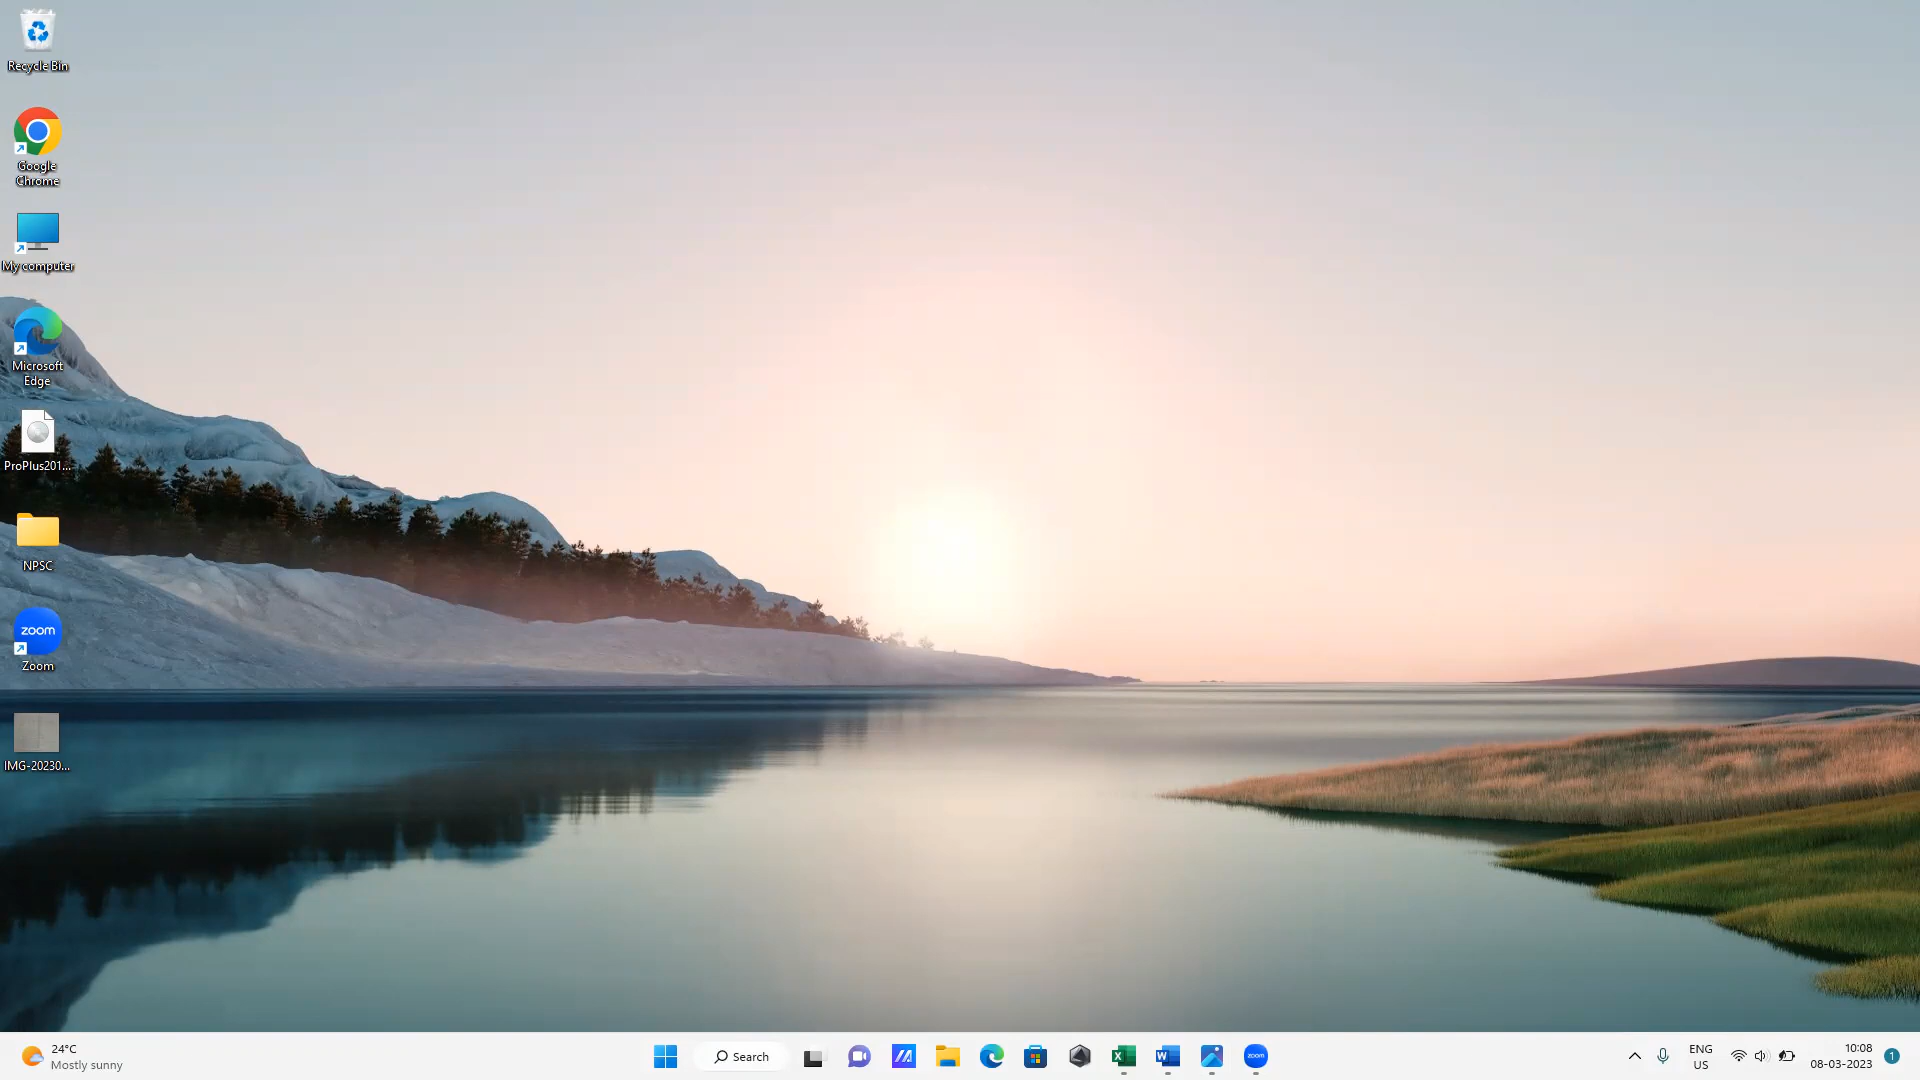 Recycle Bin
Google
Chrome
My computer
Microsoft
Edge
ProPlus201...
NPSC
zoom
Zoom
IMG-20230...
24°C
Mostly sunny
Search
zoom
ENG
US
10:08
08-03-2023
1